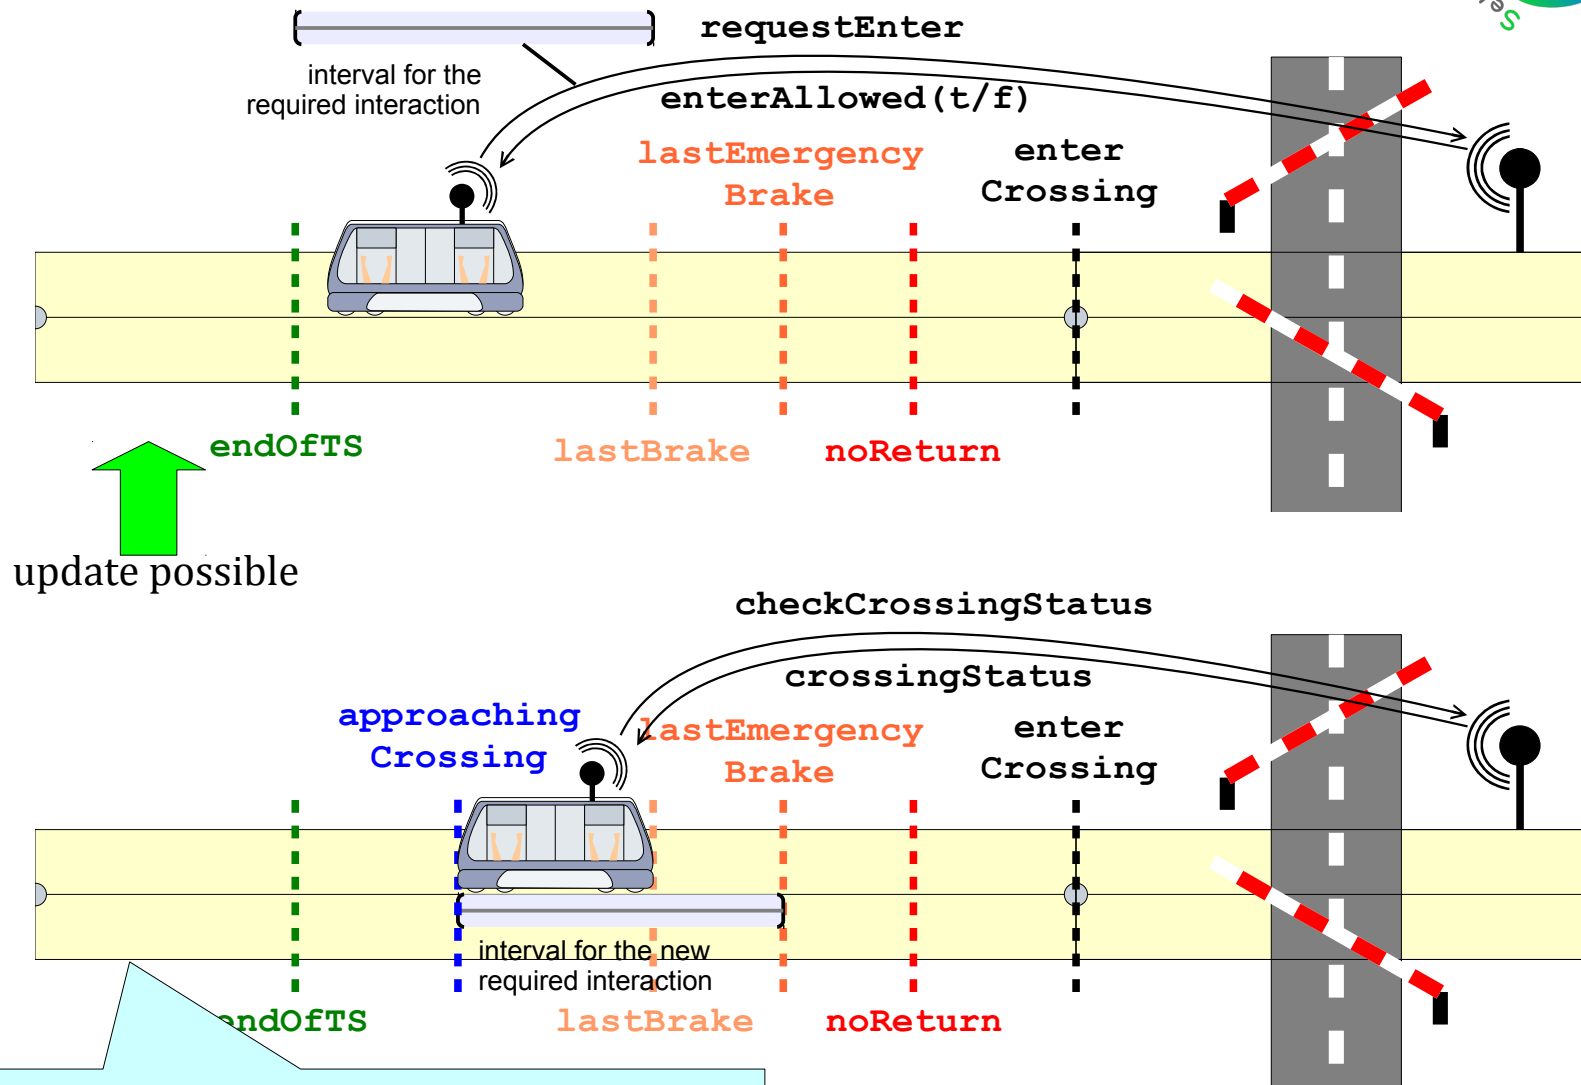 requestEnter
interval for the
required interaction
enterAllowed(t/f)
lastEmergency
Brake
enter
Crossing
endOfTS
lastBrake
noReturn
update possible
checkCrossingStatus
crossingStatus
approaching
Crossing
lastEmergency
Brake
enter
Crossing
interval for the new
required interaction
endOfTS
lastBrake
noReturn